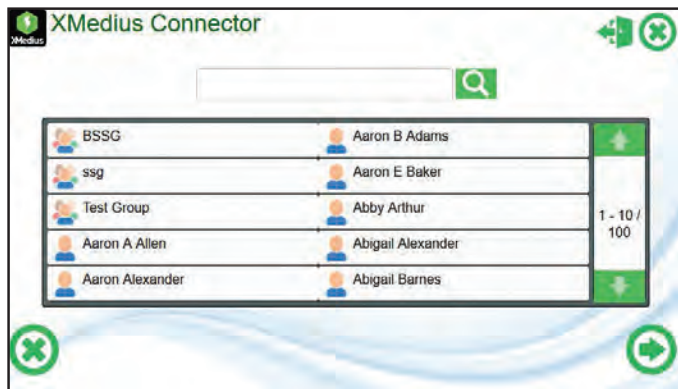 XMedius Connector
XMedius
BSSG
Aaron B Adams
ssg
Aaron E Baker
Test Group
Abby Arthur
1 - 10 /
100
Aaron A Allen
Abigail Alexander
Aaron Alexander
Abigail Barnes